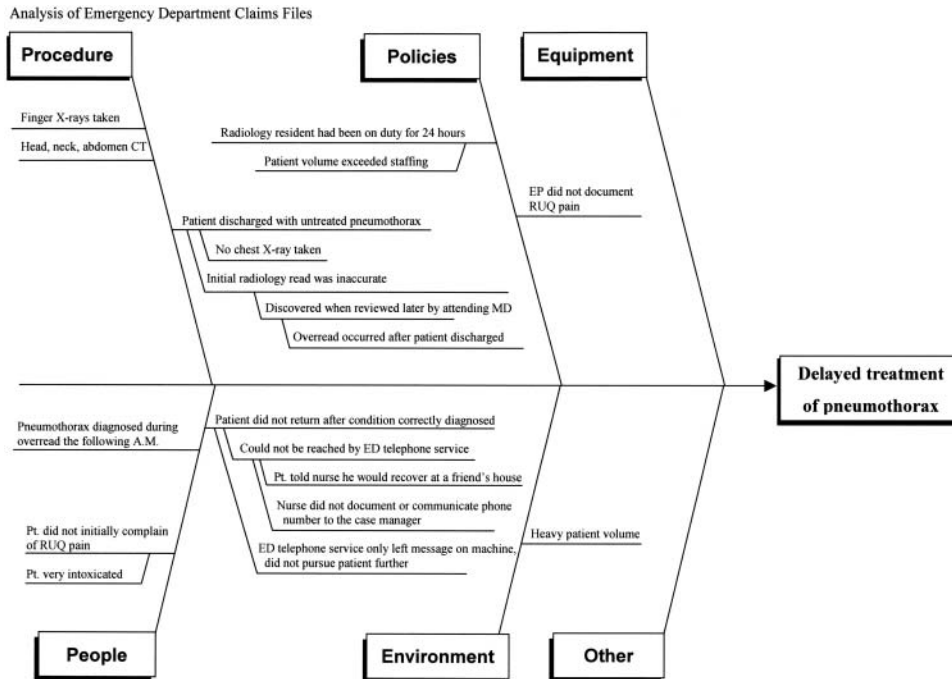 Analysis of Emergency Department Claims Files
Procedure
Policies
Equipment
Finger X-rays taken
Head, neck, abdomen CT
Radiology resident had been on duty for 24 hours
Patient volume exceeded staffing
EP did not document
RUQ pain
Patient discharged with untreated pneumothorax
No chest X-ray taken
Initial radiology read was inaccurate
Discovered when reviewed later by attending MD
Overread occurred after patient discharged
Delayed treatment
of pneumothorax
Pneumothorax diagnosed during
overread the following A.M.
Patient did not return after condition correctly diagnosed
Could not be reached by ED telephone service
Pt. told nurse he would recover at a friend's house
Nurse did not document or communicate phone
number to the case manager
ED telephone service only left message on machine,
did not pursue patient further
Pt. did not initially complain
of RUQ pain
Pt. very intoxicated
Heavy patient volume
People
Environment
Other